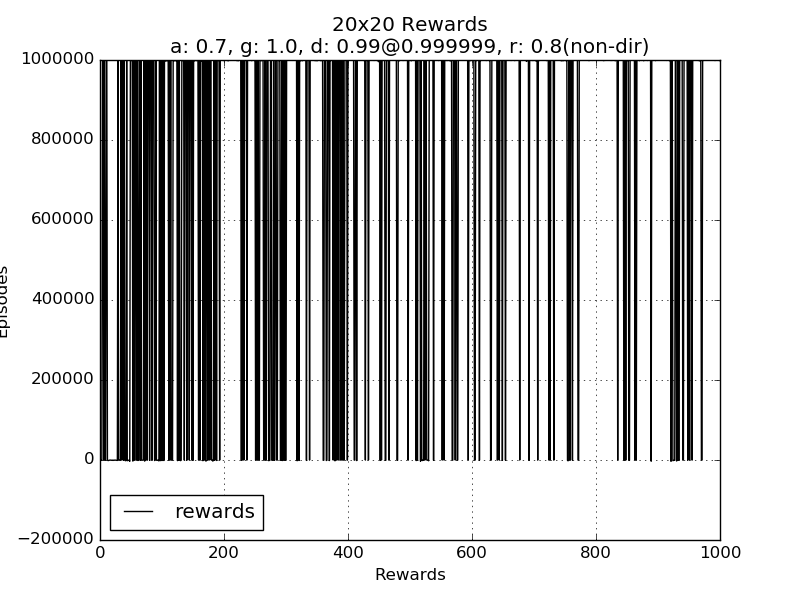 20x20 Rewards
a: 0.7, g: 1.0, d: 0.99@0.999999, r: 0.8(non-dir)
1000000
800000
600000
400000
200000
0
−200000
Episodes
rewards
0 200 400 600 800 1000
Rewards